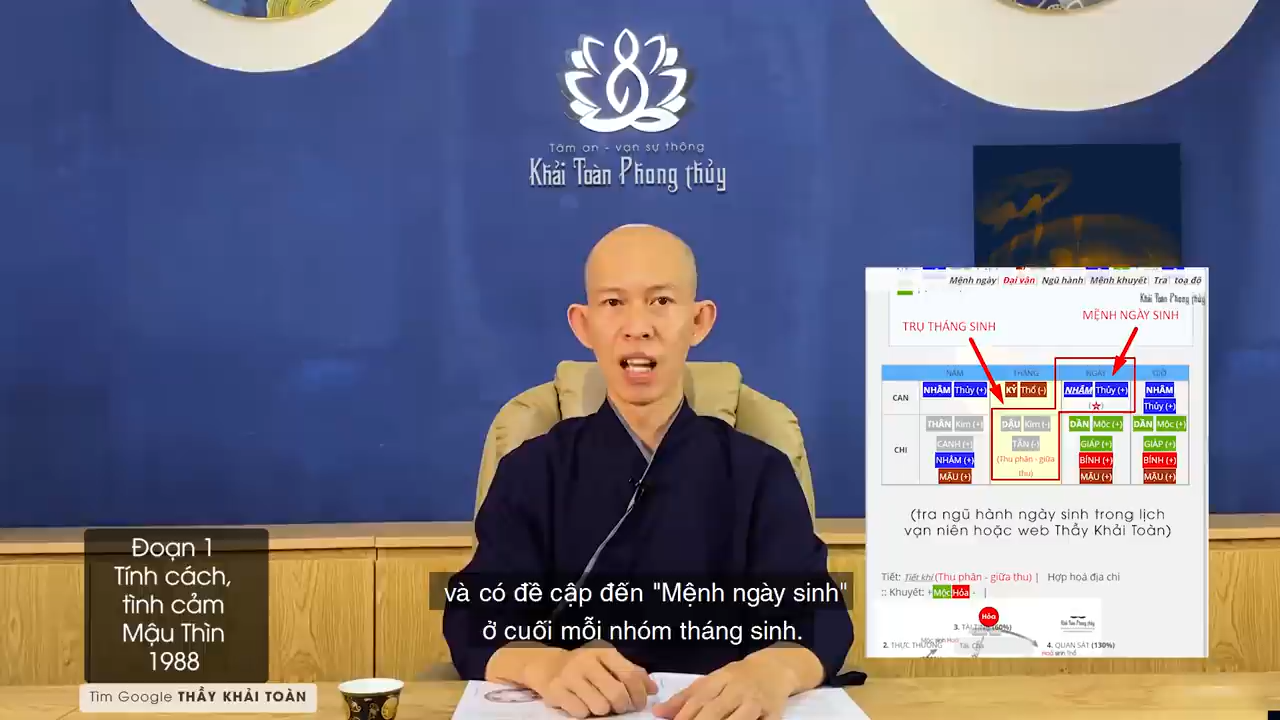 Tâm an - vạn sự thông
Khải Toàn Phong thủy
Mệnh ngày Đại vận Ngũ hành Mệnh khuyết Tra toạ độ
Khải Toàn Phong thủy
TRỤ THÁNG SINH
MỆNH NGÀY SINH
NĂM THÁNG NGÀY GIỜ
CAN
NHÂM Thủy (+)
KỶ Thổ (-)
NHÂM Thủy (+)
NHÂM
Thủy (+)
CHI
THÂN Kim (+)
DẬU Kim (-)
DẦN Mộc (+)
DẦN Mộc (+)
CANH (+)
TÂN (-)
GIÁP (+)
GIÁP (+)
NHÂM (+)
(Thu phân - giữa
thu)
BÍNH (+)
BÍNH (+)
MẬU (+)
MẬU (+)
MẬU (+)
(tra ngũ hành ngày sinh trong lịch
vạn niên hoặc web Thầy Khải Toàn)
Tiết: Tiết khí (Thu phân - giữa thu) | Hợp hoá địa chi
:: Khuyết: + Mộc Hỏa - |
Hỏa
3. TÀI
2. THỰC THƯƠNG
4. QUAN SÁT (130%)
Đoạn 1
Tính cách,
tình cảm
Mậu Thìn
1988
Tìm Google THẦY KHẢI TOÀN
và có đề cập đến "Mệnh ngày sinh"
ở cuối mỗi nhóm tháng sinh.